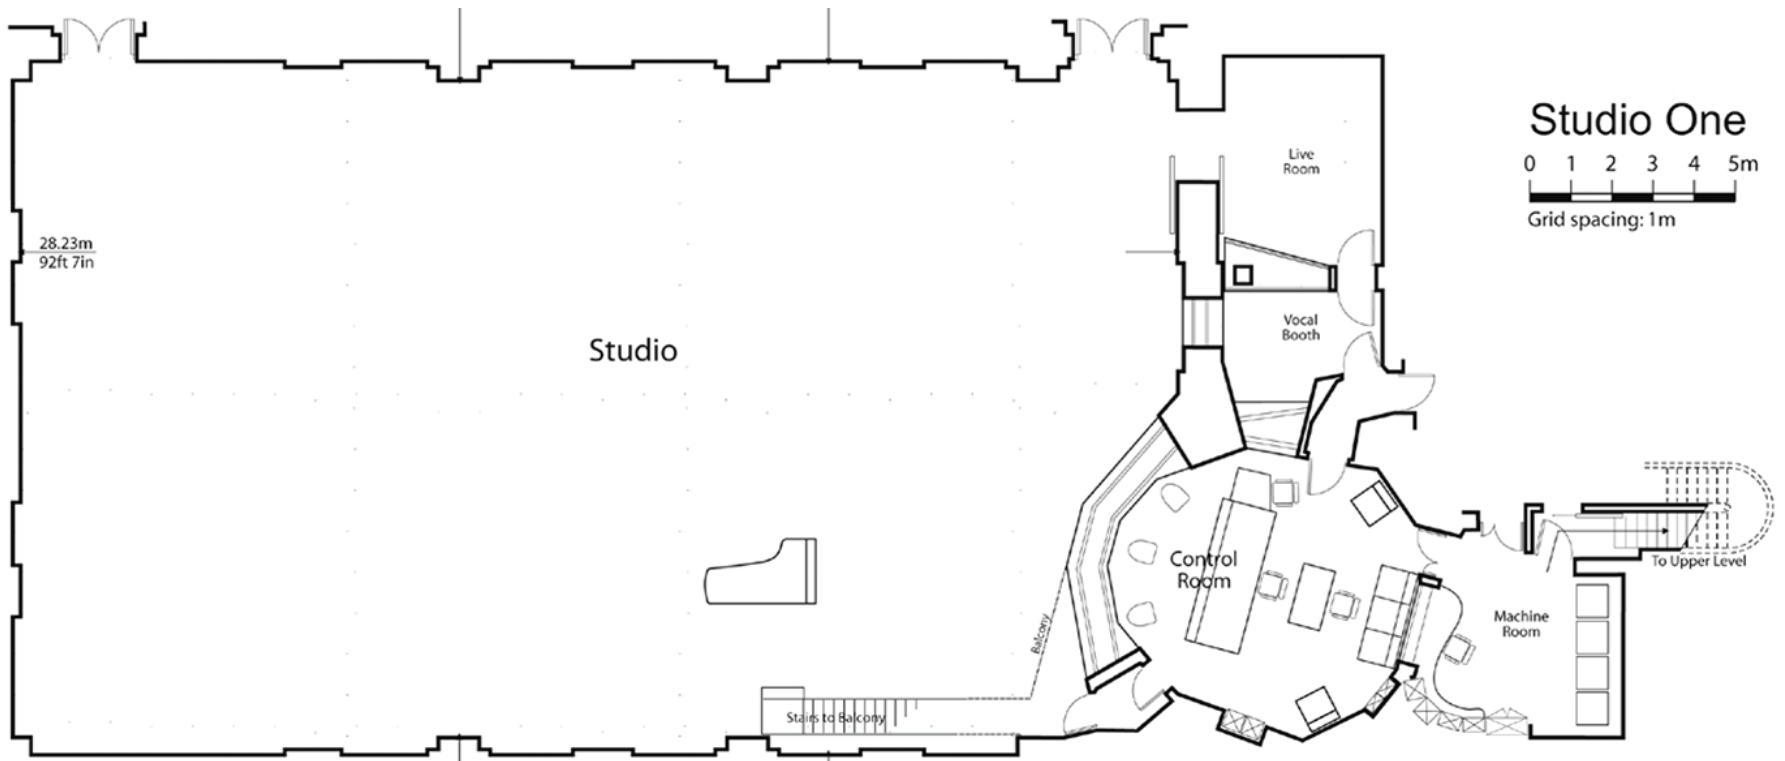 Studio One
0 1 2 3 4 5m
Grid spacing: 1m
Live
Room
28.23m
92ft 7in
Vocal
Booth
Studio
Control
Room
To Upper Level
Machine
Room
Balcony
Stairs to Balcony